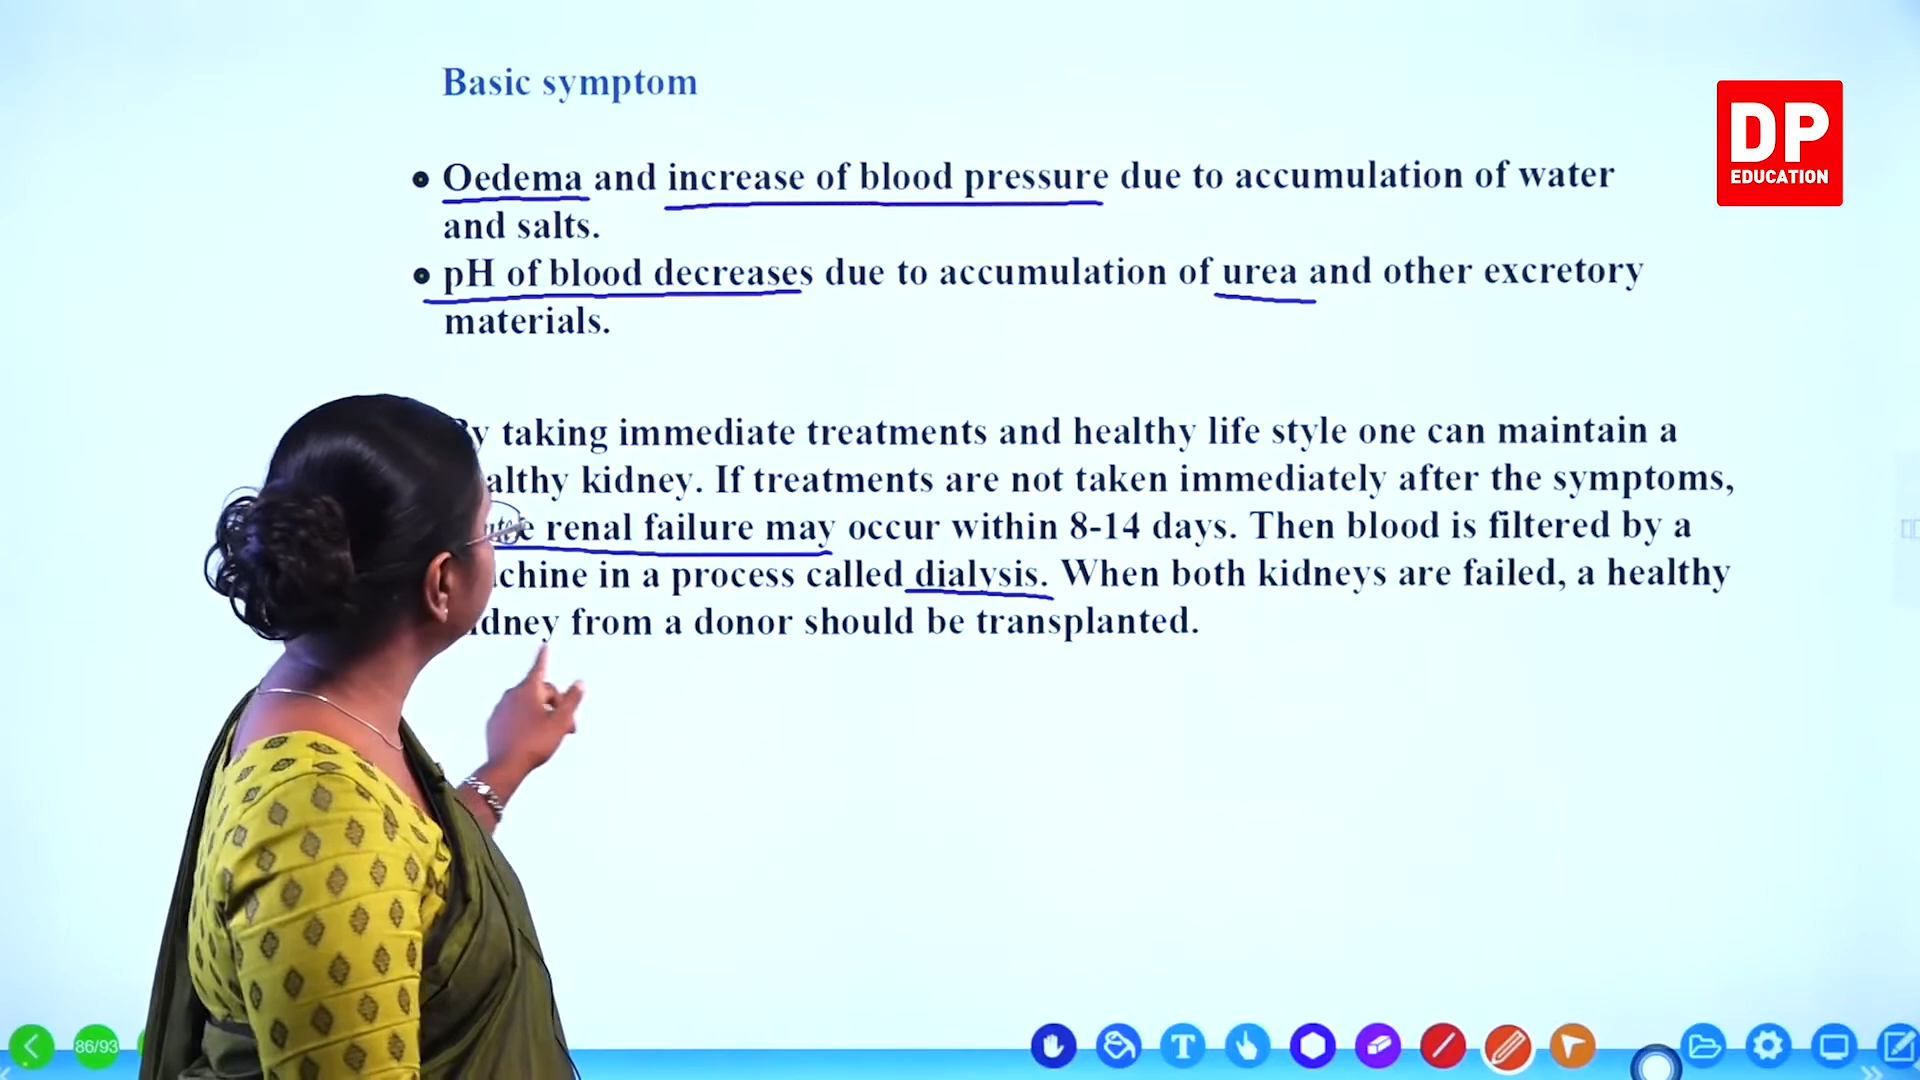 Basic symptom
DP
EDUCATION
Oedema and increase of blood pressure due to accumulation of water
and salts.
pH of blood decreases due to accumulation of urea and other excretory
materials.
taking immediate treatments and healthy life style one can maintain a
kidney. If treatments are not taken immediately after the symptoms,
renal failure may occur within 8-14 days. Then blood is filtered by a
in a process called dialysis. When both kidneys are failed, a healthy
from a donor should be transplanted.
86/93
T